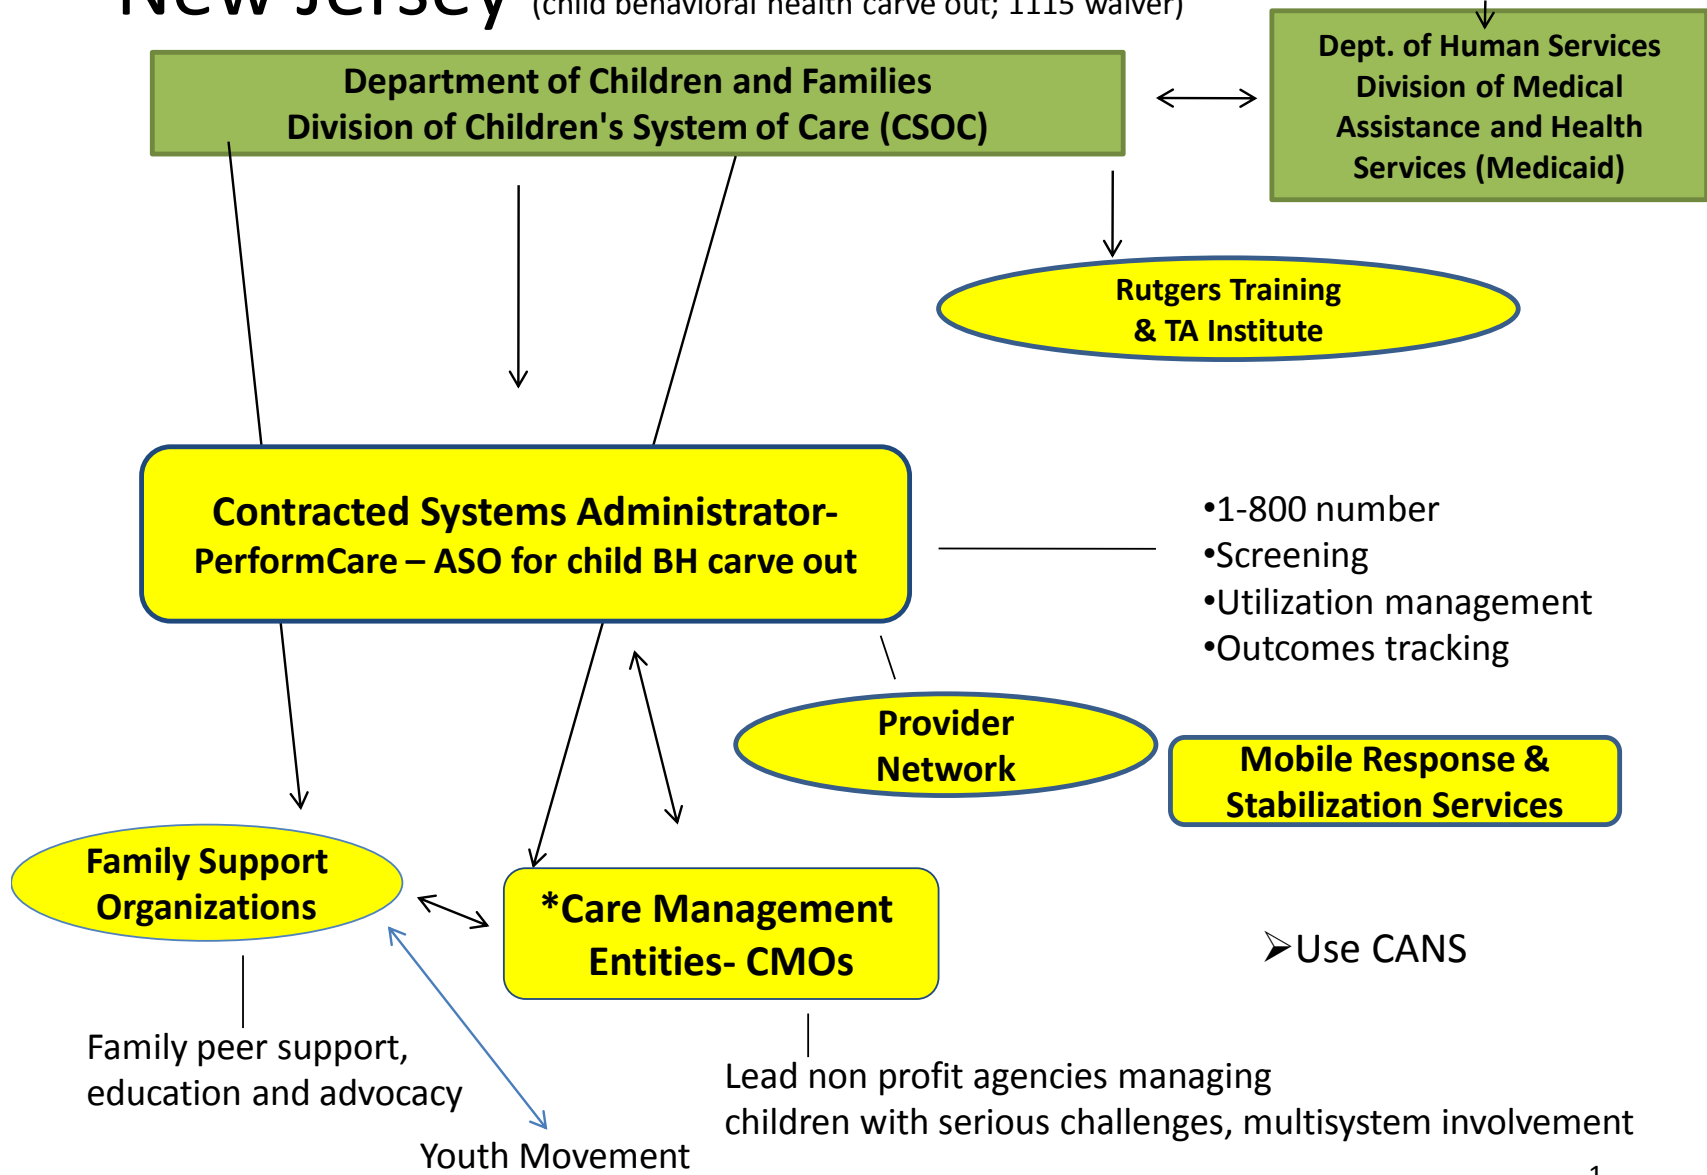 New Jersey (child behavioral health carve out; 1115 waiver)
Department of Children and Families
Division of Children's System of Care (CSOC)
Dept. of Human Services
Division of Medical
Assistance and Health
Services (Medicaid)
Rutgers Training
& TA Institute
Contracted Systems Administrator-
PerformCare – ASO for child BH carve out
•1-800 number
•Screening
•Utilization management
•Outcomes tracking
Provider
Network
Mobile Response &
Stabilization Services
Family Support
Organizations
*Care Management
Entities- CMOs
➢Use CANS
Family peer support,
education and advocacy
Lead non profit agencies managing
children with serious challenges, multisystem involvement
Youth Movement
1